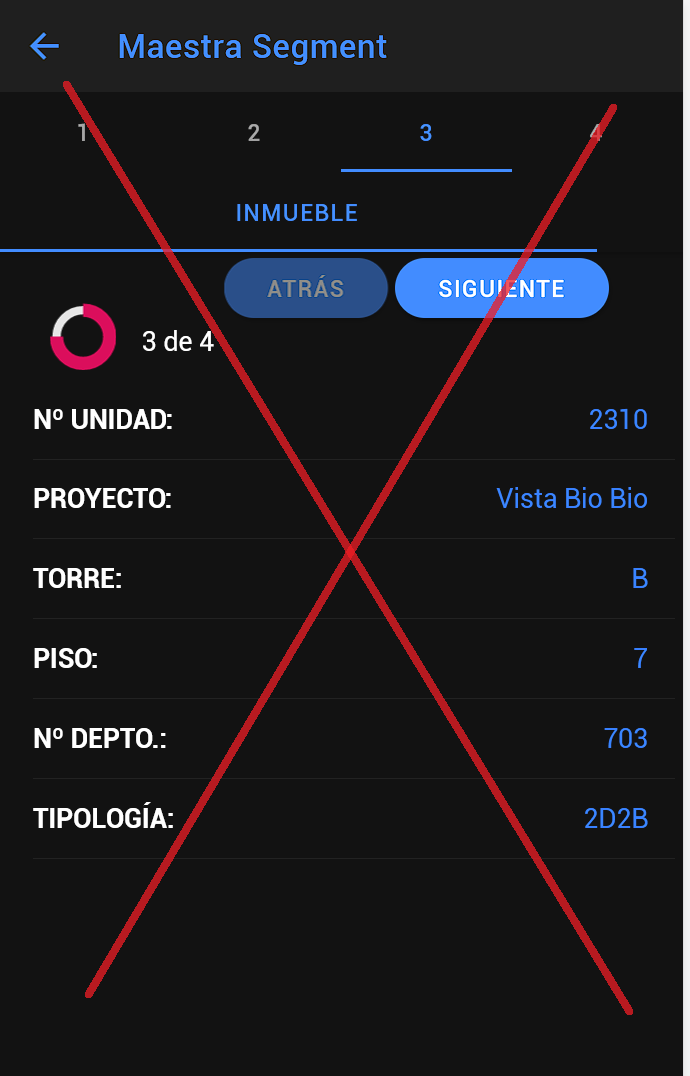 Maestra Segment
1 2 3 4
INMUEBLE
ATRÁS SIGUIENTE
3 de 4
Nº UNIDAD: 2310
PROYECTO: Vista Bio Bio
TORRE: B
PISO: 7
Nº DEPTO.: 703
TIPOLOGÍA: 2D2B